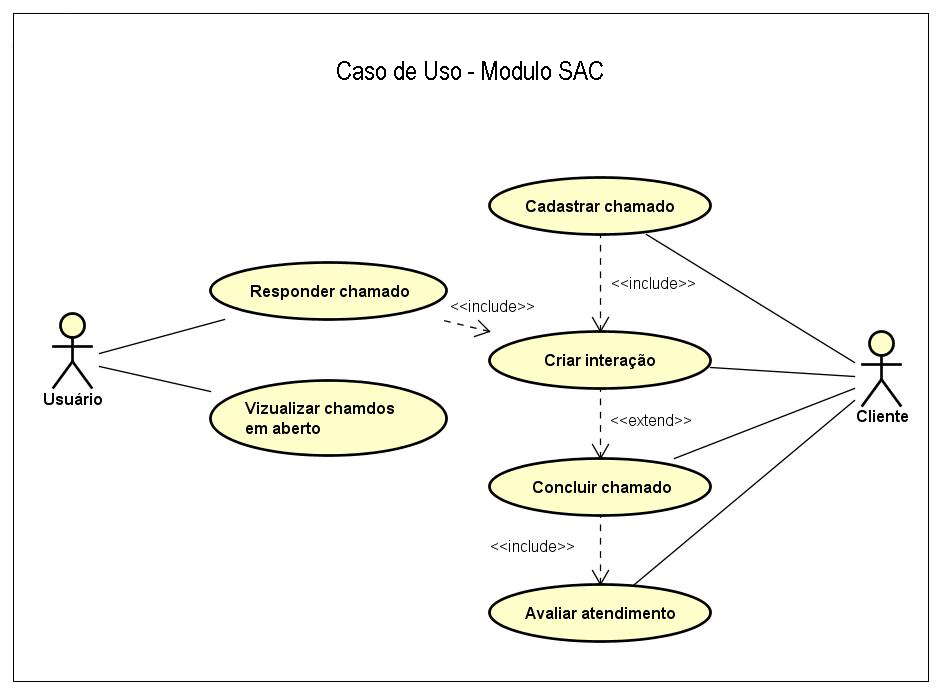 Caso de Uso - Modulo SAC
Cadastrar chamado
<<include>>
Responder chamado
<<include>>
Criar interação
Usuário
Cliente
Vizualizar chamdos
em aberto
<<extend>>
Concluir chamado
<<include>>
Avaliar atendimento